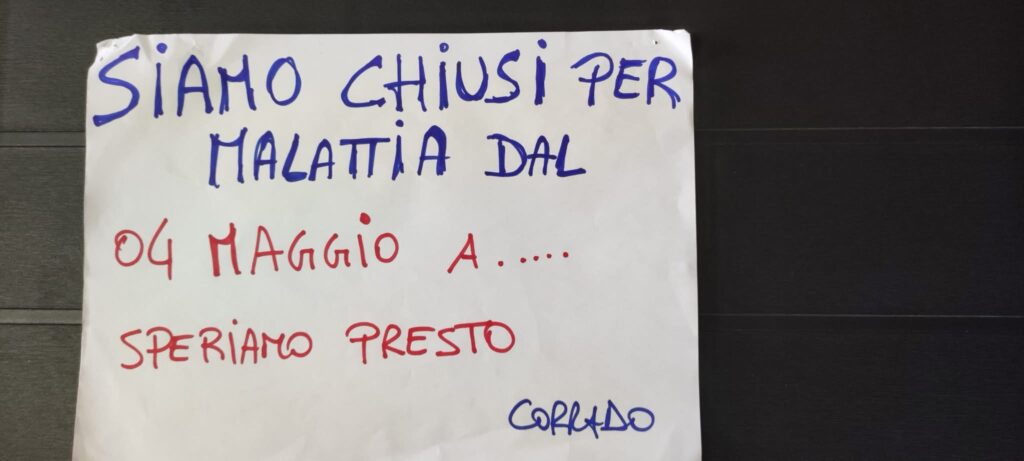 SiAMO CHiUSi PER
MALATTiA DAL
04 MAGGiO A.....
SPERiAMO PRESTO
CORRADO